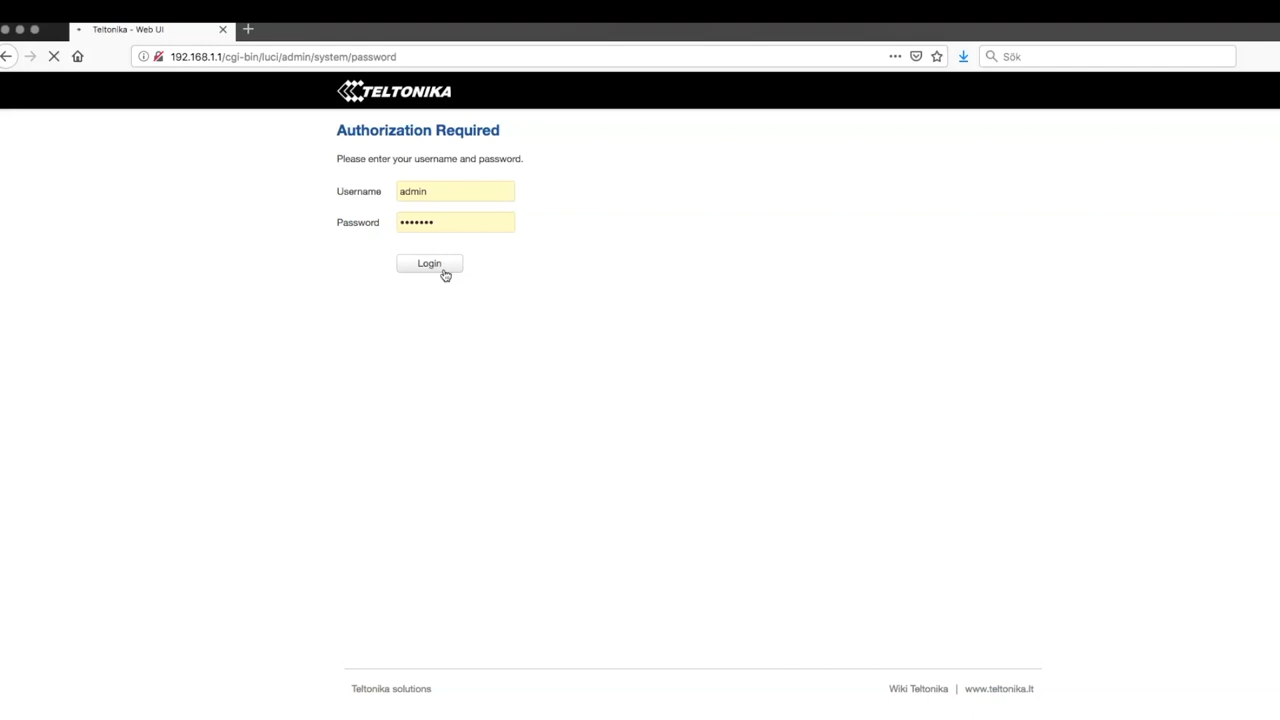 Teltonika - Web UI
192.168.1.1/cgi-bin/luci/admin/system/password
Sök
TELTONIKA
Authorization Required
Please enter your username and password.
Username admin
Password •••••••
Login
Teltonika solutions Wiki Teltonika | www.teltonika.lt